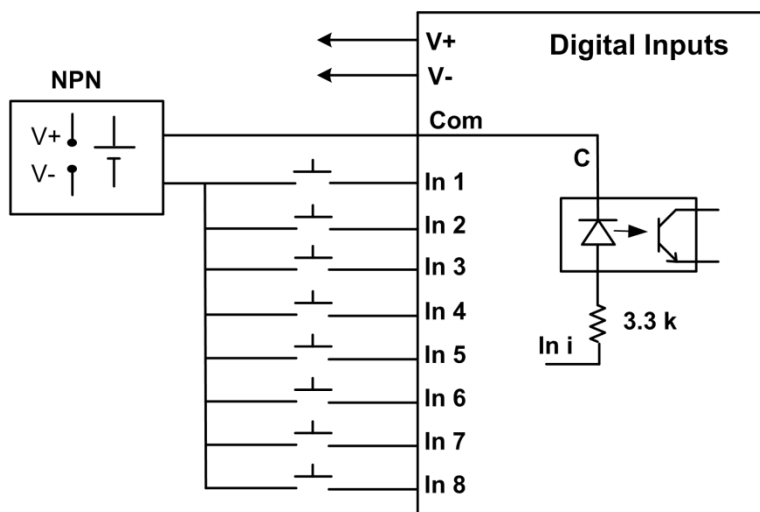 V+
Digital Inputs
V-
NPN
V+
V-
Com
C
In 1
In 2
In 3
In 4
In 5
In 6
In 7
In 8
3.3 k
In i